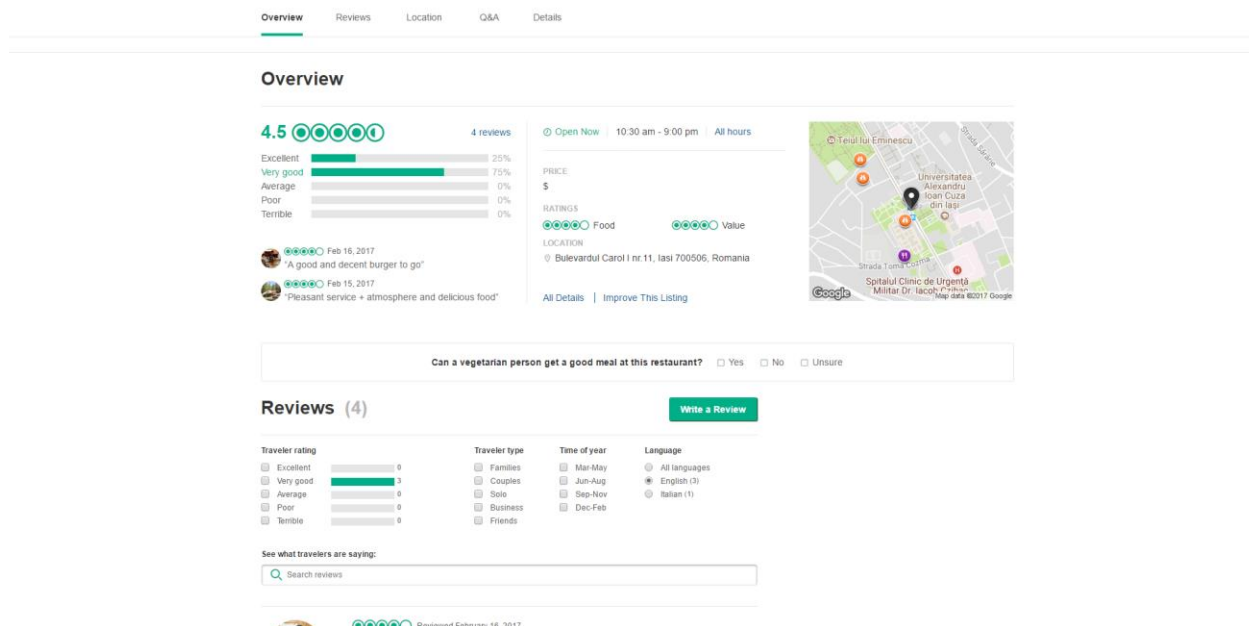 Overview Reviews Location Q&A Details
Overview
4.5 4 reviews
Excellent 25%
Very good 75%
Average 0%
Poor 0%
Terrible 0%
Feb 16, 2017
“A good and decent burger to go”
Feb 15, 2017
“Pleasant service + atmosphere and delicious food”
Open Now 10:30 am - 9:00 pm All hours
PRICE
$
RATINGS
Food Value
LOCATION
Bulevardul Carol I nr.11, Iasi 700506, Romania
All Details | Improve This Listing
Teiul lui Eminescu
Strada Sărărie
Universitatea
Alexandru
Ioan Cuza
din Iași
Strada Toma Cozma
Spitalul Clinic de Urgență
Militar Dr. Iacob Czihac
Google
Map data ©2017 Google
Can a vegetarian person get a good meal at this restaurant? Yes No Unsure
Reviews (4)
Write a Review
Traveler rating
Excellent 0
Very good 3
Average 0
Poor 0
Terrible 0
Traveler type
Families
Couples
Solo
Business
Friends
Time of year
Mar-May
Jun-Aug
Sep-Nov
Dec-Feb
Language
All languages
English (3)
Italian (1)
See what travelers are saying:
Search reviews
Reviewed February 16, 2017